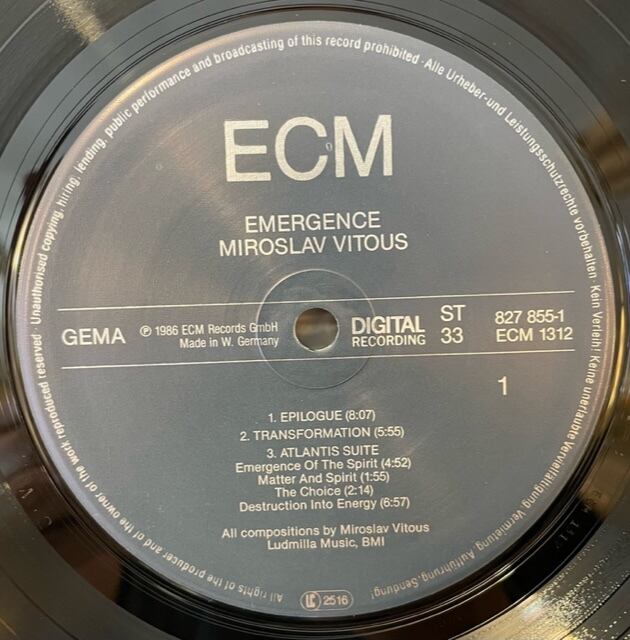 All rights of the producer and of the owner of the work reproduced reserved · Unauthorised copying, hiring, lending, public performance and broadcasting of this record prohibited · Alle Urheber- und Leistungsschutzrechte vorbehalten · Kein Verleih! Keine unerlaubte Vervielfältigung, Vermietung, Aufführung, Sendung!
ECM
EMERGENCE
MIROSLAV VITOUS
GEMA
℗ 1986 ECM Records GmbH
Made in W. Germany
DIGITAL
RECORDING
ST
33
827 855-1
ECM 1312
1
1. EPILOGUE (8:07)
2. TRANSFORMATION (5:55)
3. ATLANTIS SUITE
Emergence Of The Spirit (4:52)
Matter And Spirit (1:55)
The Choice (2:14)
Destruction Into Energy (6:57)
All compositions by Miroslav Vitous
Ludmilla Music, BMI
LC 2516